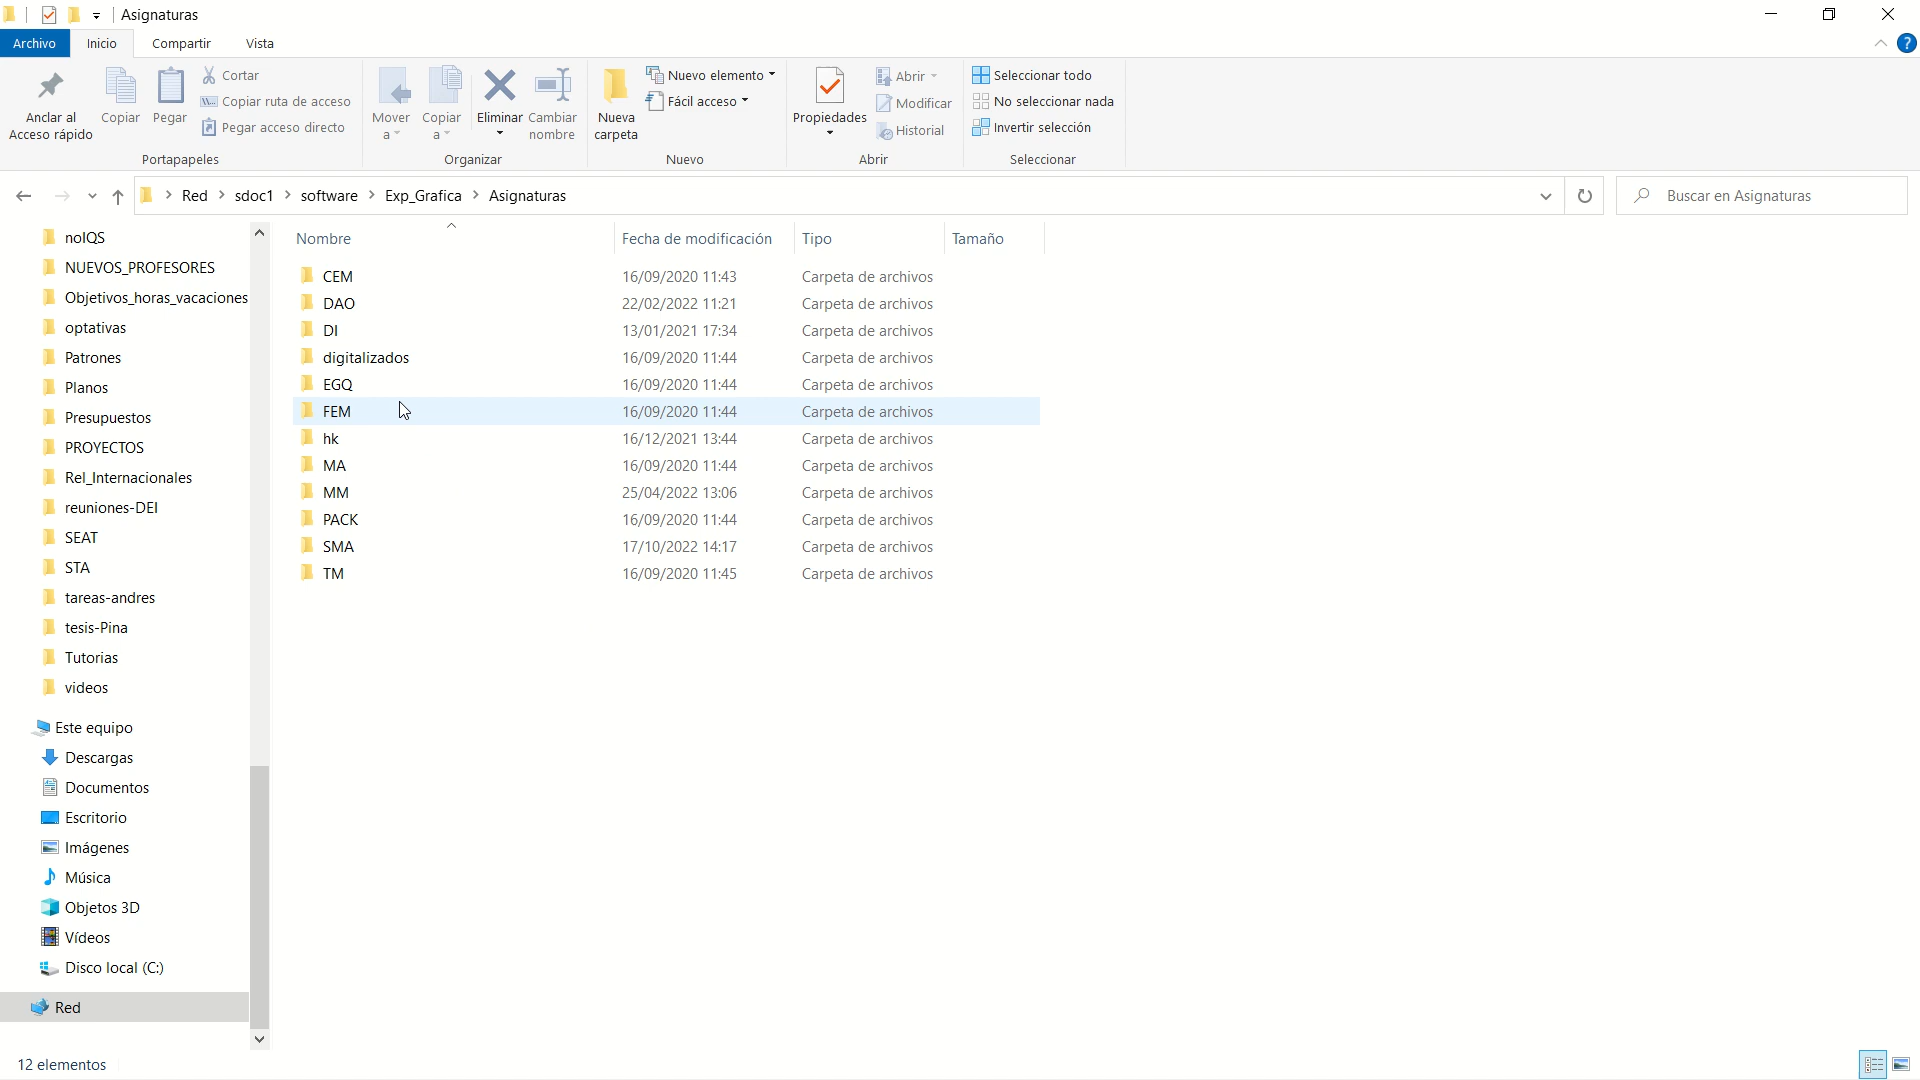 Asignaturas
Archivo Inicio Compartir Vista
Anclar al Acceso rápido
Copiar
Pegar
Cortar
Copiar ruta de acceso
Pegar acceso directo
Portapapeles
Mover a
Copiar a
Eliminar
Cambiar nombre
Organizar
Nueva carpeta
Nuevo elemento
Fácil acceso
Nuevo
Propiedades
Abrir
Modificar
Historial
Abrir
Seleccionar todo
No seleccionar nada
Invertir selección
Seleccionar
Red > sdoc1 > software > Exp_Grafica > Asignaturas
Buscar en Asignaturas
noIQS
NUEVOS_PROFESORES
Objetivos_horas_vacaciones
optativas
Patrones
Planos
Presupuestos
PROYECTOS
Rel_Internacionales
reuniones-DEI
SEAT
STA
tareas-andres
tesis-Pina
Tutorias
videos
Este equipo
Descargas
Documentos
Escritorio
Imágenes
Música
Objetos 3D
Vídeos
Disco local (C:)
Red
Nombre Fecha de modificación Tipo Tamaño
CEM 16/09/2020 11:43 Carpeta de archivos
DAO 22/02/2022 11:21 Carpeta de archivos
DI 13/01/2021 17:34 Carpeta de archivos
digitalizados 16/09/2020 11:44 Carpeta de archivos
EGQ 16/09/2020 11:44 Carpeta de archivos
FEM 16/09/2020 11:44 Carpeta de archivos
hk 16/12/2021 13:44 Carpeta de archivos
MA 16/09/2020 11:44 Carpeta de archivos
MM 25/04/2022 13:06 Carpeta de archivos
PACK 16/09/2020 11:44 Carpeta de archivos
SMA 17/10/2022 14:17 Carpeta de archivos
TM 16/09/2020 11:45 Carpeta de archivos
12 elementos